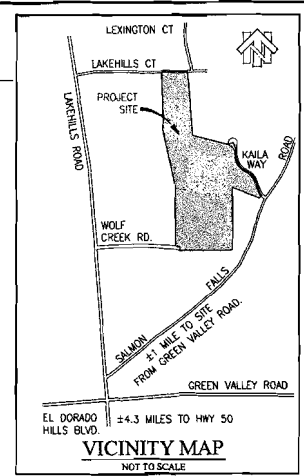 LEXINGTON CT
LAKEHILLS CT
PROJECT
SITE
LAKEHILLS ROAD
KAILA
WAY
ROAD
WOLF
CREEK RD.
FALLS
SALMON
±1 MILE TO SITE
FROM GREEN VALLEY ROAD.
GREEN VALLEY ROAD
EL DORADO
HILLS BLVD.
±4.3 MILES TO HWY 50
VICINITY MAP
NOT TO SCALE